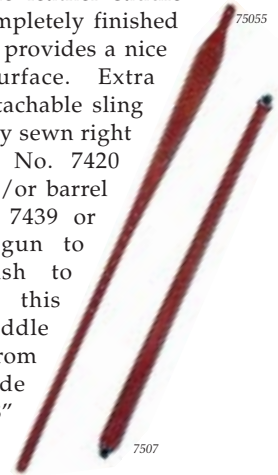 75055
mpletely finished
provides a nice
urface. Extra
tachable sling
y sewn right
No. 7420
/or barrel
7439 or
gun to
sh to
this
ddle
rom
de
”
7507